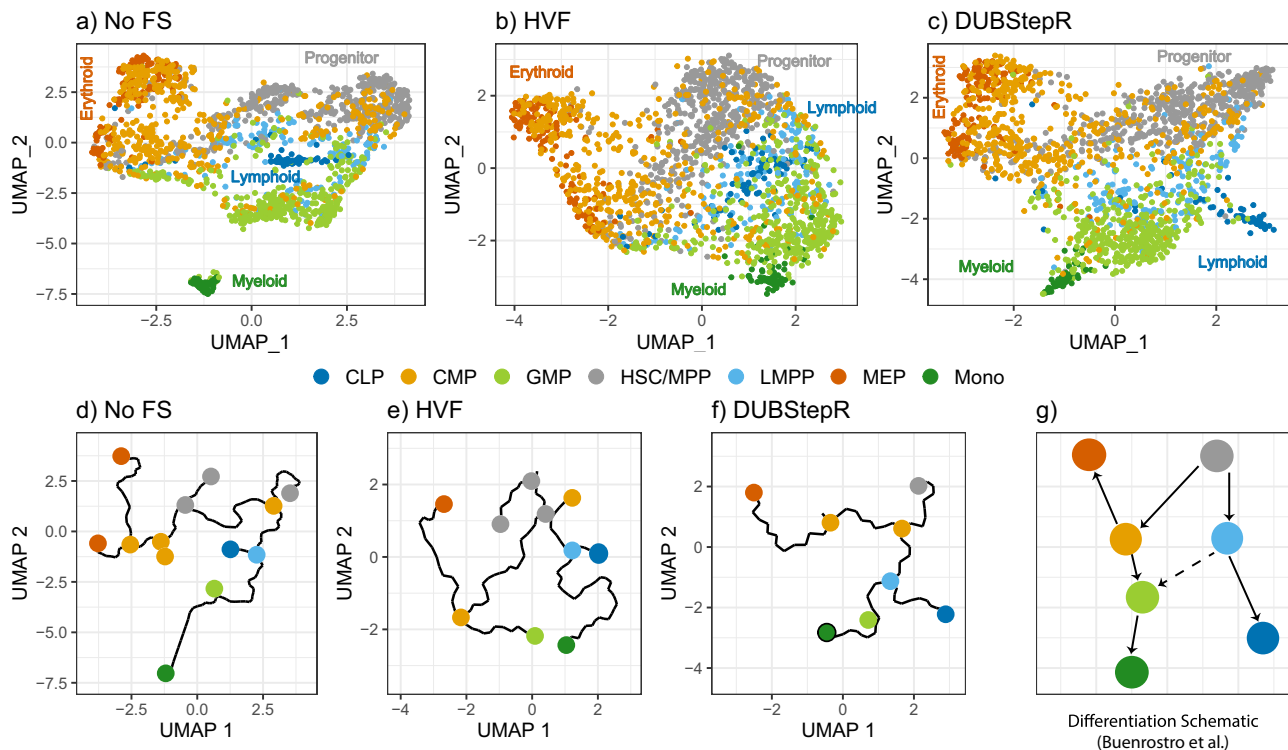 a) No FS
b) HVF
c) DUBStepR
Erythroid
Progenitor
Lymphoid
Myeloid
2.5
0.0
−2.5
−5.0
−7.5
UMAP_2
−2.5
0.0
2.5
UMAP_1
Erythroid
Progenitor
Lymphoid
Myeloid
2
0
−2
UMAP_2
−4
−2
0
2
UMAP_1
Erythroid
Progenitor
Myeloid
Lymphoid
2
0
−2
−4
UMAP_2
−2
0
2
UMAP_1
CLP CMP GMP HSC/MPP LMPP MEP Mono
d) No FS
e) HVF
f) DUBStepR
g)
2.5
0.0
−2.5
−5.0
−7.5
UMAP 2
−2.5
0.0
2.5
UMAP 1
2
0
−2
UMAP 2
−4
−2
0
2
UMAP 1
2
0
−2
−4
UMAP 2
−2
0
2
UMAP 1
Differentiation Schematic
(Buenrostro et al.)